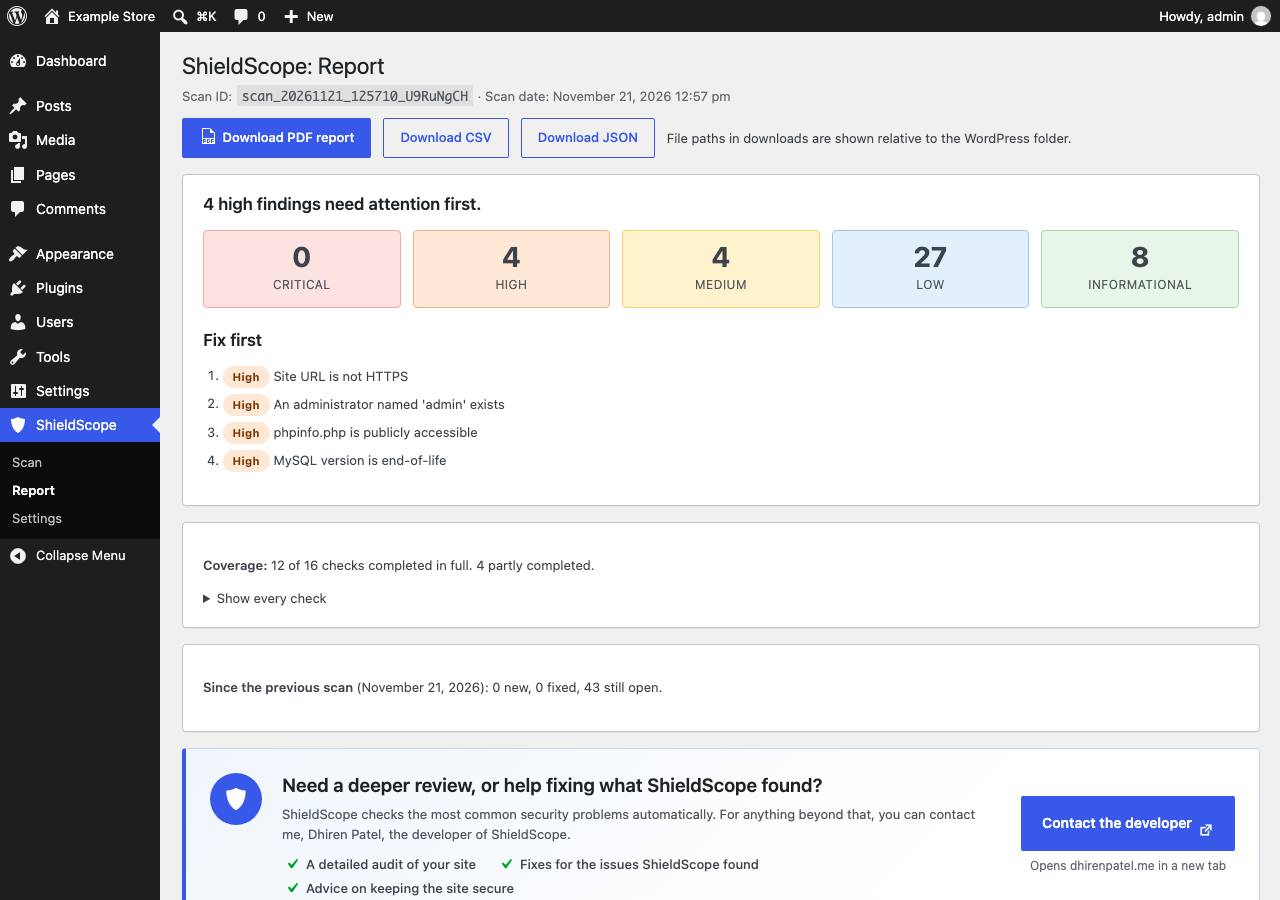 Example Store
⌘K
0
New
Howdy, admin
Dashboard
Posts
Media
Pages
Comments
Appearance
Plugins
Users
Tools
Settings
ShieldScope
Scan
Report
Settings
Collapse Menu
ShieldScope: Report
Scan ID: scan_20261121_125710_U9RuNgCH · Scan date: November 21, 2026 12:57 pm
PDF Download PDF report
Download CSV
Download JSON
File paths in downloads are shown relative to the WordPress folder.
4 high findings need attention first.
0
CRITICAL
4
HIGH
4
MEDIUM
27
LOW
8
INFORMATIONAL
Fix first
1. High Site URL is not HTTPS
2. High An administrator named 'admin' exists
3. High phpinfo.php is publicly accessible
4. High MySQL version is end-of-life
Coverage: 12 of 16 checks completed in full. 4 partly completed.
Show every check
Since the previous scan (November 21, 2026): 0 new, 0 fixed, 43 still open.
Need a deeper review, or help fixing what ShieldScope found?
ShieldScope checks the most common security problems automatically. For anything beyond that, you can contact
me, Dhiren Patel, the developer of ShieldScope.
A detailed audit of your site
Fixes for the issues ShieldScope found
Advice on keeping the site secure
Contact the developer
Opens dhirenpatel.me in a new tab